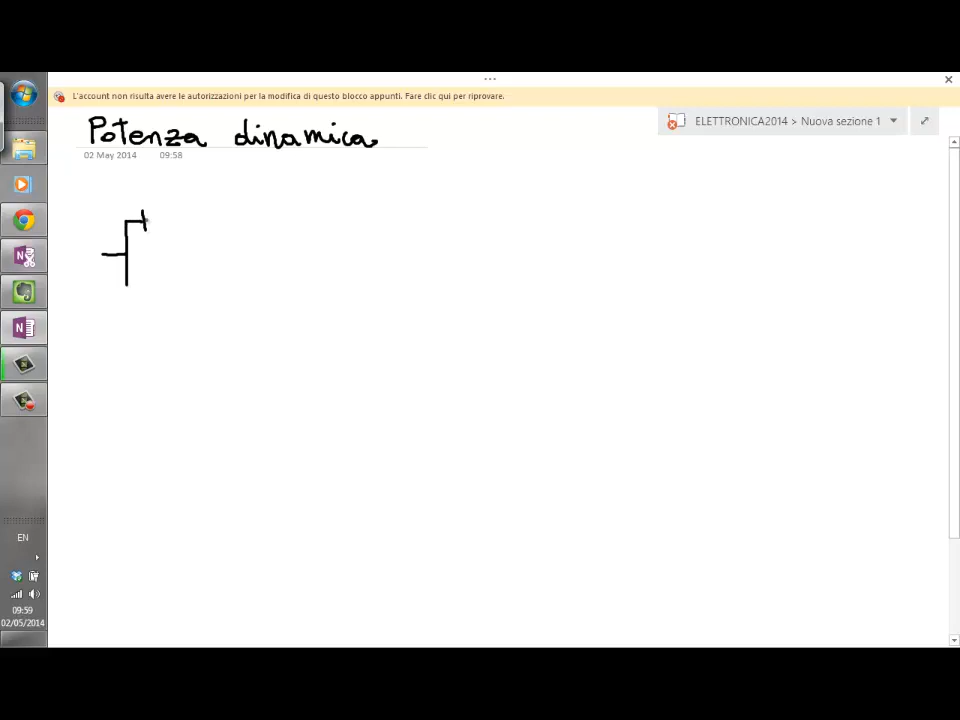 L'account non risulta avere le autorizzazioni per la modifica di questo blocco appunti. Fare clic qui per riprovare.
Potenza dinamica
ELETTRONICA2014 > Nuova sezione 1
02 May 2014 09:58
EN
09:59
02/05/2014